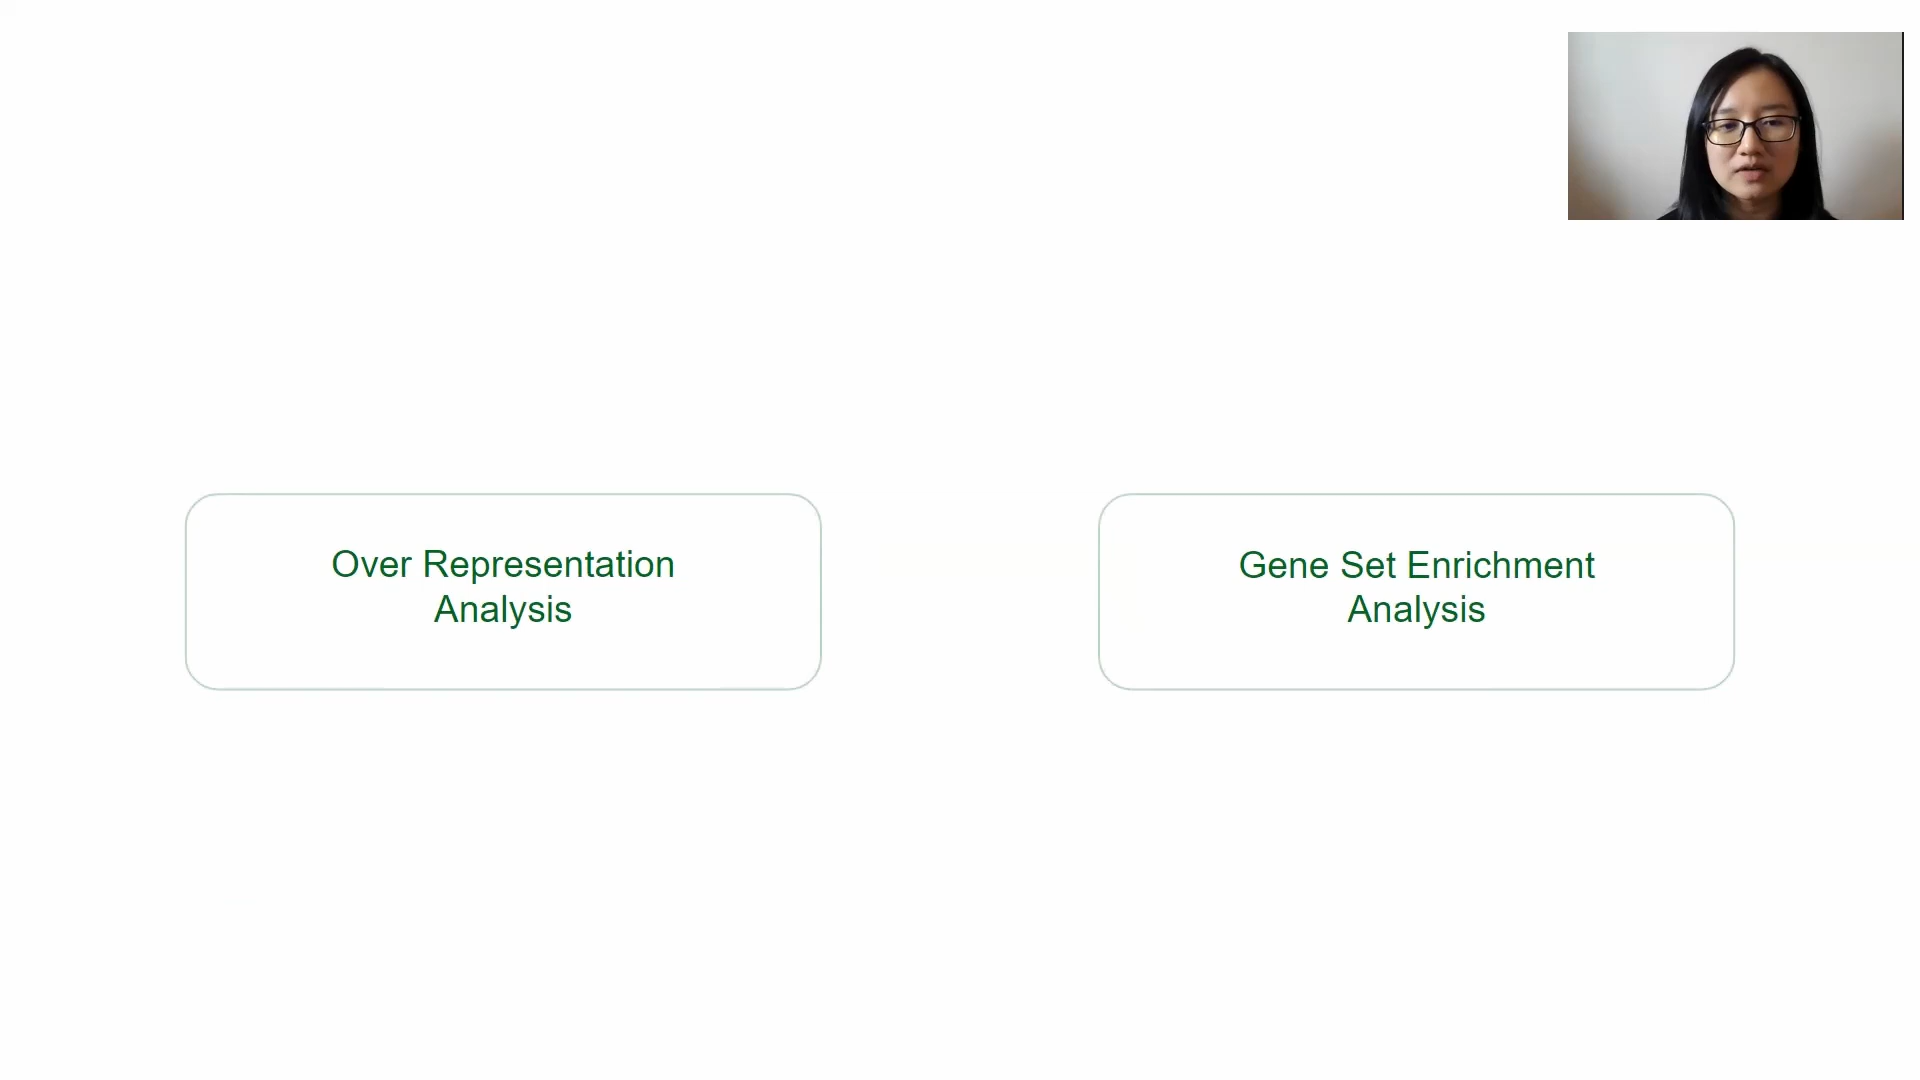 Over Representation
Analysis
Gene Set Enrichment
Analysis